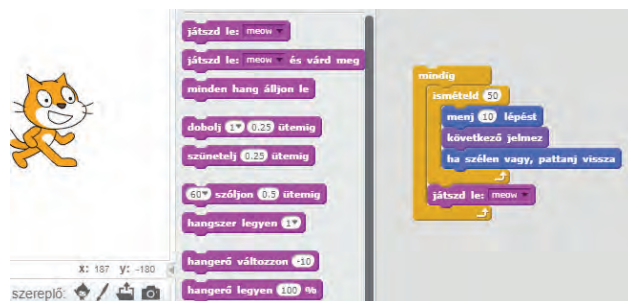 x: 187 y: -180
szereplő:
játszd le: meow
játszd le: meow és várd meg
minden hang álljon le
dobolj 1 0.25 ütemig
szünetelj 0.25 ütemig
60 szóljon 0.5 ütemig
hangszer legyen 1
hangerő változzon -10
hangerő legyen 100 %
mindig
ismételd 50
menj 10 lépést
következő jelmez
ha szélen vagy, pattanj vissza
játszd le: meow